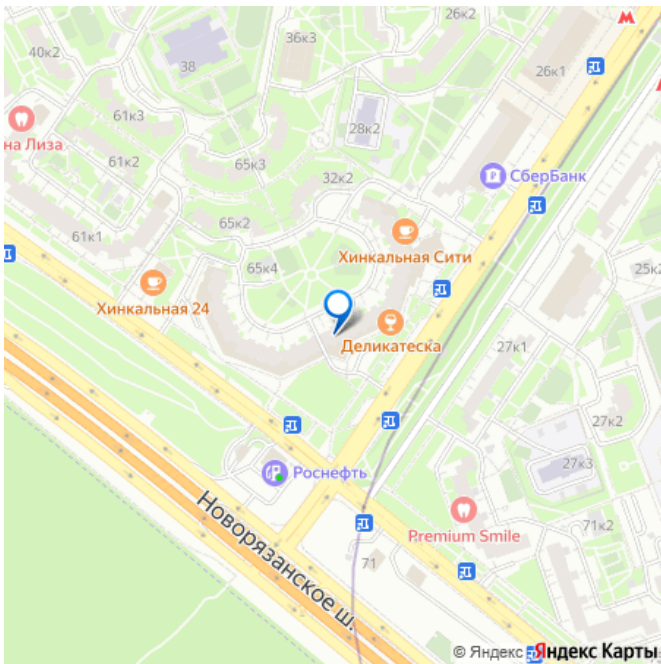 26к2
36к3
40к2
38
26к1
61к3
28к2
на Лиза
61к2
65к3
32к2
СберБанк
65к2
61к1
Хинкальная Сити
65к4
25к2
Хинкальная 24
Деликатеска
27к1
27к2
27к3
Роснефть
Новорязанское ш.
Premium Smile
71к2
71
© Яндекс Яндекс Карты